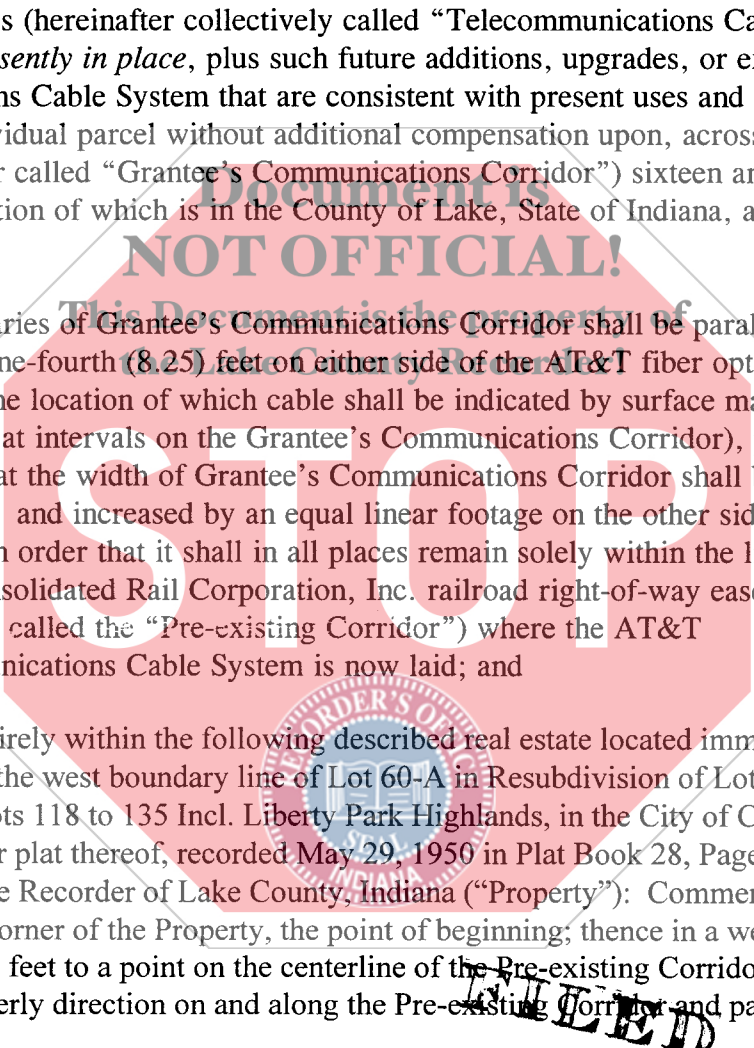 s (hereinafter collectively called “Telecommunications Ca
sently in place, plus such future additions, upgrades, or e
ns Cable System that are consistent with present uses and
vidual parcel without additional compensation upon, across
r called “Grantee's Communications Corridor”) sixteen an
tion of which is in the County of Lake, State of Indiana, a
Document is
NOT OFFICIAL!
This Document is the property of
the Lake County Recorder!
aries of Grantee's Communications Corridor shall be paral
ne-fourth (8.25) feet on either side of the AT&T fiber opt
he location of which cable shall be indicated by surface ma
at intervals on the Grantee's Communications Corridor),
at the width of Grantee's Communications Corridor shall
and increased by an equal linear footage on the other sid
n order that it shall in all places remain solely within the l
solidated Rail Corporation, Inc. railroad right-of-way eas
called the “Pre-existing Corridor”) where the AT&T
nications Cable System is now laid; and
STOP
irely within the following described real estate located imm
the west boundary line of Lot 60-A in Resubdivision of Lot
ots 118 to 135 Incl. Liberty Park Highlands, in the City of C
r plat thereof, recorded May 29, 1950 in Plat Book 28, Page
e Recorder of Lake County, Indiana (“Property”): Commen
orner of the Property, the point of beginning; thence in a we
feet to a point on the centerline of the Pre-existing Corrido
erly direction on and along the Pre-existing Corridor and pa
RECORDER'S OFFICE
SEAL
INDIANA
FILED